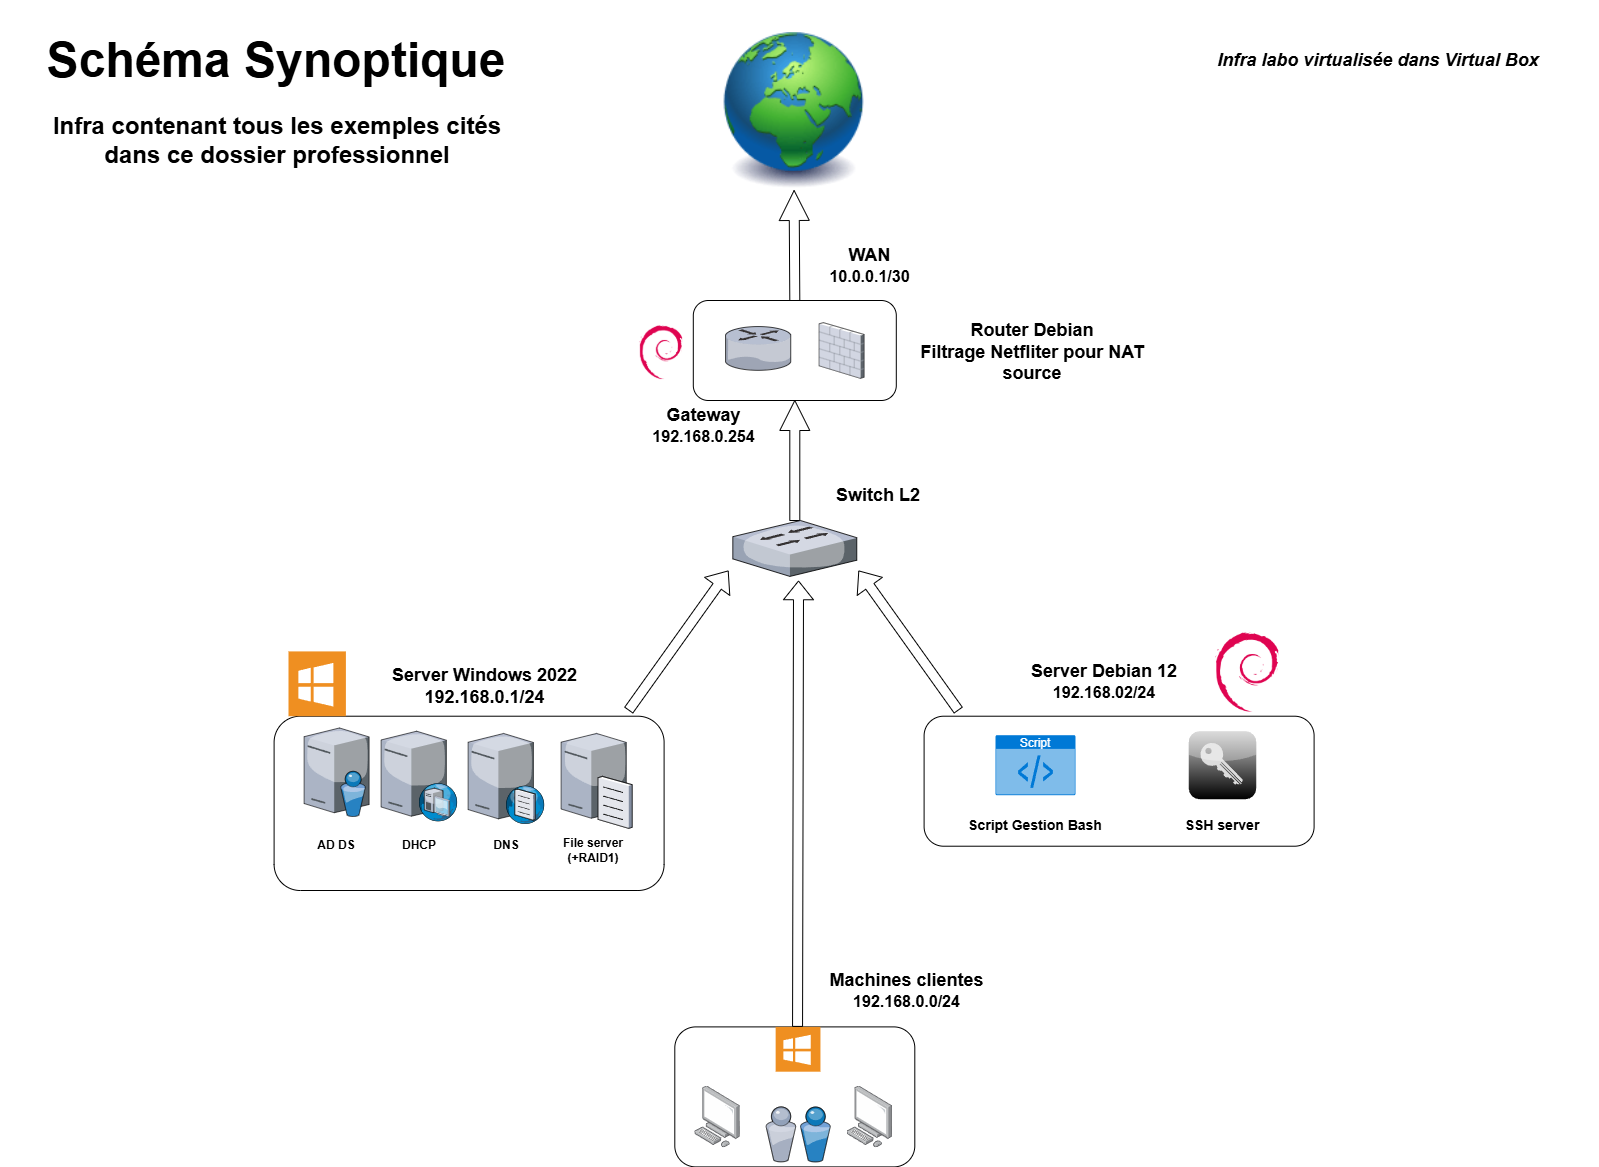 Schéma Synoptique
Infra labo virtualisée dans Virtual Box
Infra contenant tous les exemples cités
dans ce dossier professionnel
WAN
10.0.0.1/30
Router Debian
Filtrage Netfliter pour NAT
source
Gateway
192.168.0.254
Switch L2
Server Windows 2022
192.168.0.1/24
Server Debian 12
192.168.02/24
Script
</>
AD DS
DHCP
DNS
File server
(+RAID1)
Script Gestion Bash
SSH server
Machines clientes
192.168.0.0/24